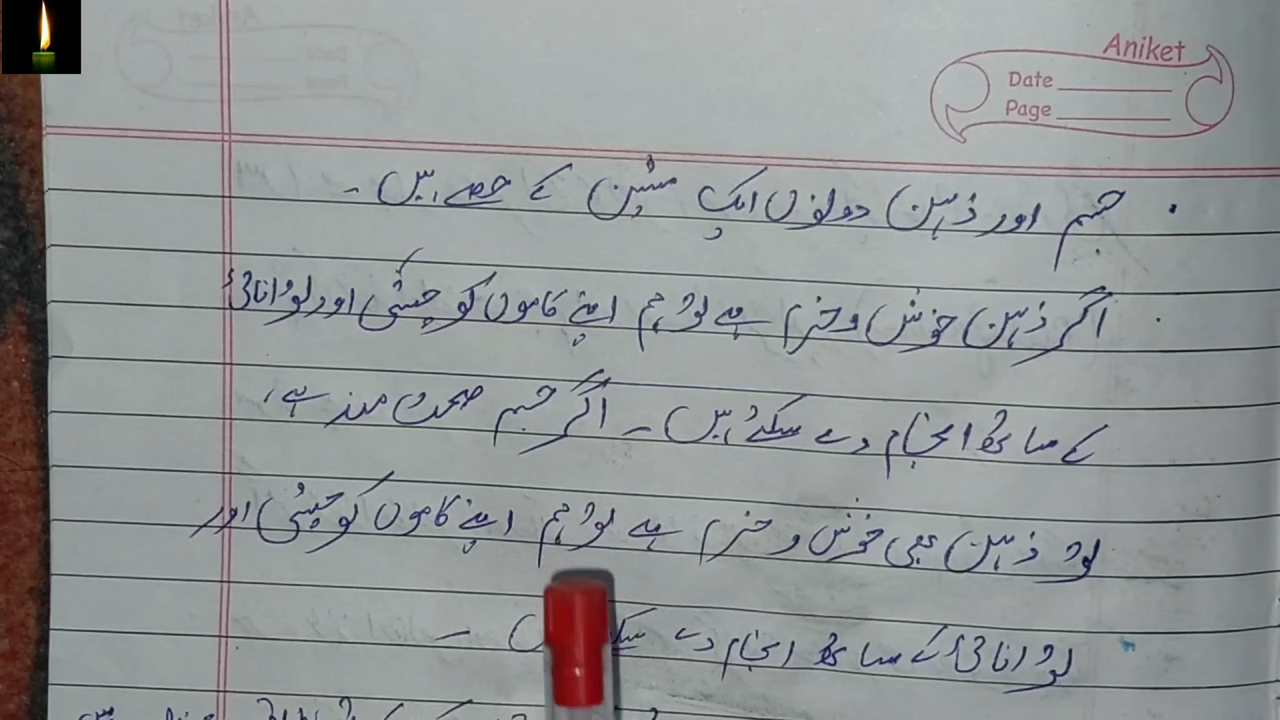 Aniket
Date
Page
جسم اور ذہن دونوں ایک مشین کے حصے ہیں ۔
اگر ذہن خوش و خرم ہے تو ہم اپنے کاموں کو چستی اور توانائی
کے ساتھ انجام دے سکتے ہیں ۔ اگر جسم صحت مند ہے ،
تو ذہن بھی خوش و خرم ہے تو ہم اپنے کاموں کو چستی اور
توانائی کے ساتھ انجام دے ۔